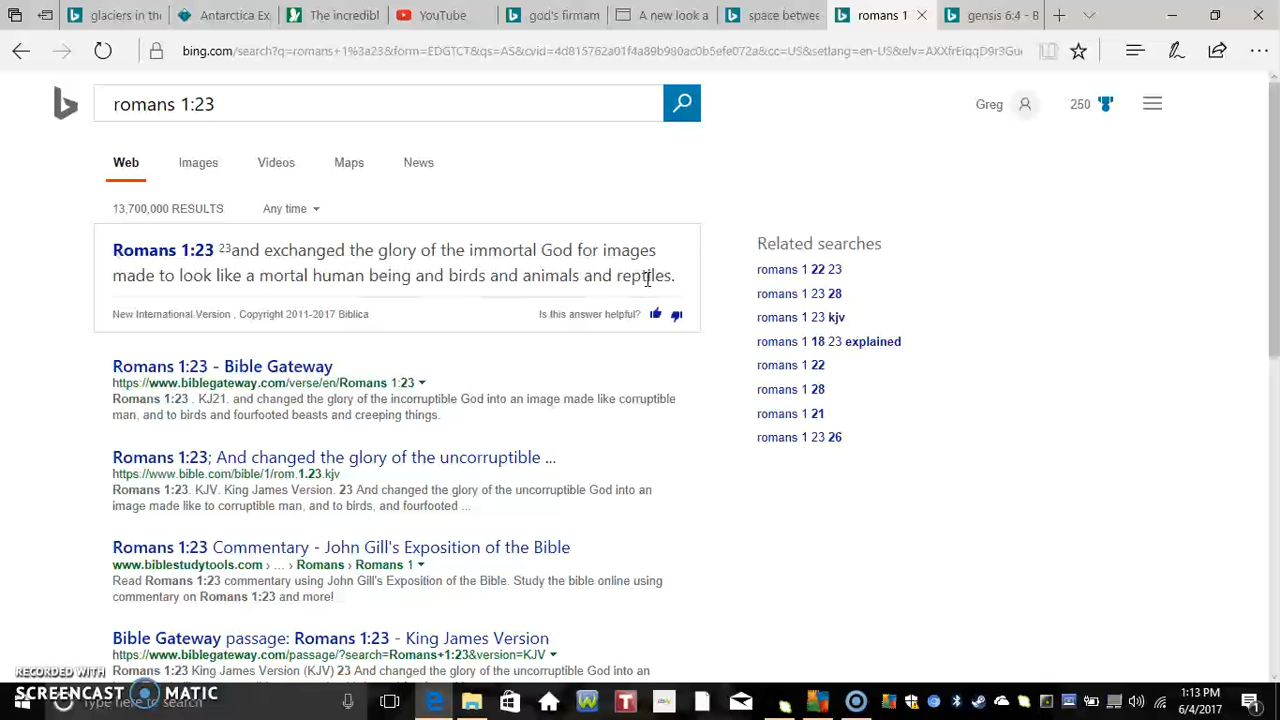 glaciers in t
Antarctica
The incredibl
YouTube
god's firmam
A new look a
space betwe
romans 1
gensis 6:4 - B
bing.com/search?q=romans+1%3a23&form=EDGTCT&qs=AS&cvid=4d815762a01f4a89b980ad0b5efe072a&cc=US&setlang=en-US&elv=AXXfrEiqqD9r3Gue
romans 1:23
Greg
250
Web Images Videos Maps News
13,700,000 RESULTS Any time
Romans 1:23 23and exchanged the glory of the immortal God for images
made to look like a mortal human being and birds and animals and reptiles.
New International Version , Copyright 2011-2017 Biblica Is this answer helpful?
Romans 1:23 - Bible Gateway
https://www.biblegateway.com/verse/en/Romans 1:23
Romans 1:23 . KJ21. and changed the glory of the incorruptible God into an image made like corruptible
man, and to birds and fourfooted beasts and creeping things.
Romans 1:23; And changed the glory of the uncorruptible ...
https://www.bible.com/bible/1/rom.1.23.kjv
Romans 1:23. KJV. King James Version. 23 And changed the glory of the uncorruptible God into an
image made like to corruptible man, and to birds, and fourfooted ...
Romans 1:23 Commentary - John Gill's Exposition of the Bible
www.biblestudytools.com › ... › Romans › Romans 1
Read Romans 1:23 commentary using John Gill's Exposition of the Bible. Study the bible online using
commentary on Romans 1:23 and more!
Bible Gateway passage: Romans 1:23 - King James Version
https://www.biblegateway.com/passage/?search=Romans+1:23&version=KJV
Romans 1:23 King James Version (KJV) 23 And changed the glory of the uncorruptible God into an
Related searches
romans 1 22 23
romans 1 23 28
romans 1 23 kjv
romans 1 18 23 explained
romans 1 22
romans 1 28
romans 1 21
romans 1 23 26
RECORDED WITH
SCREENCAST MATIC
Type here to search
ebay
1:13 PM
6/4/2017